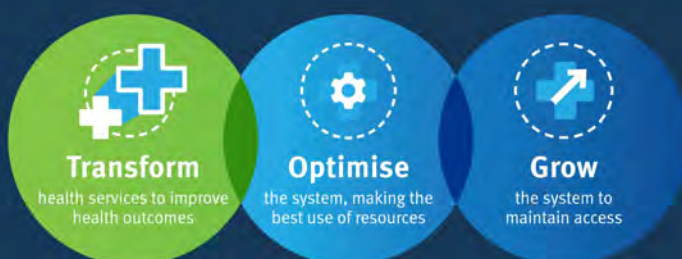 Transform
health services to improve
health outcomes
Optimise
the system, making the
best use of resources
Grow
the system to
maintain access